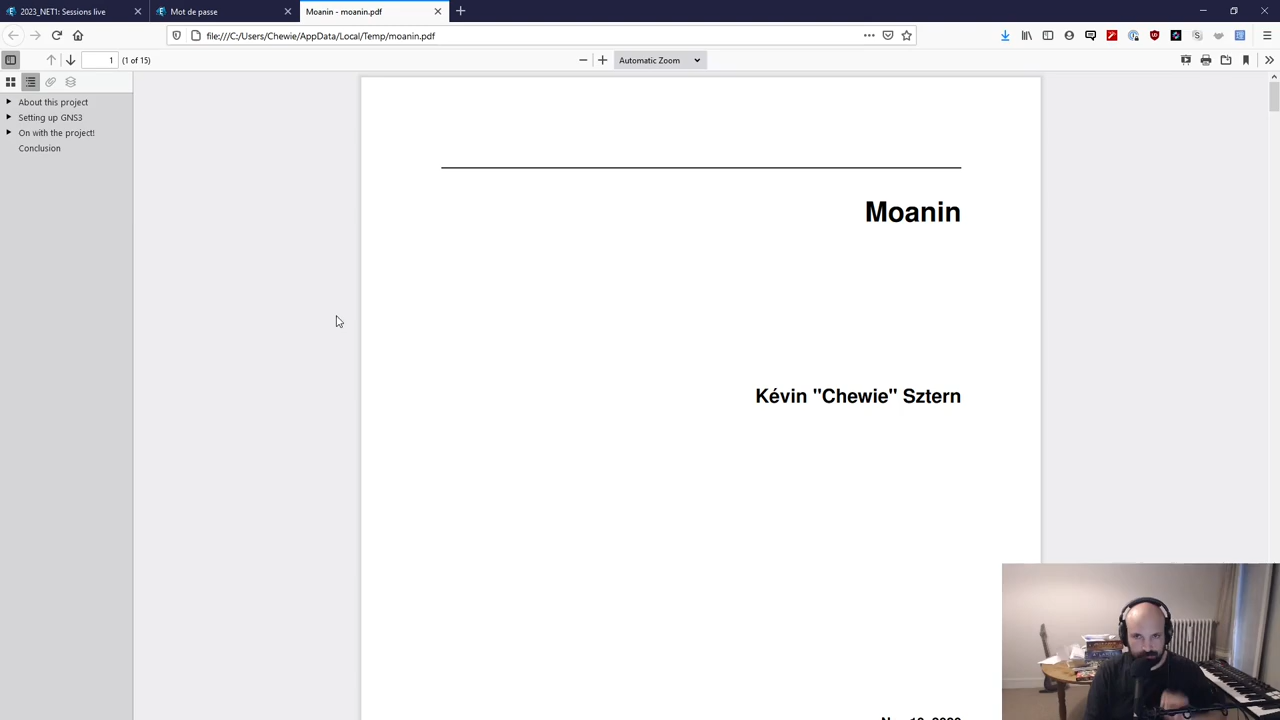 2023_NET1: Sessions live
Mot de passe
Moanin - moanin.pdf
file:///C:/Users/Chewie/AppData/Local/Temp/moanin.pdf
1 (1 of 15)
Automatic Zoom
About this project
Setting up GNS3
On with the project!
Conclusion
Moanin
Kévin "Chewie" Sztern